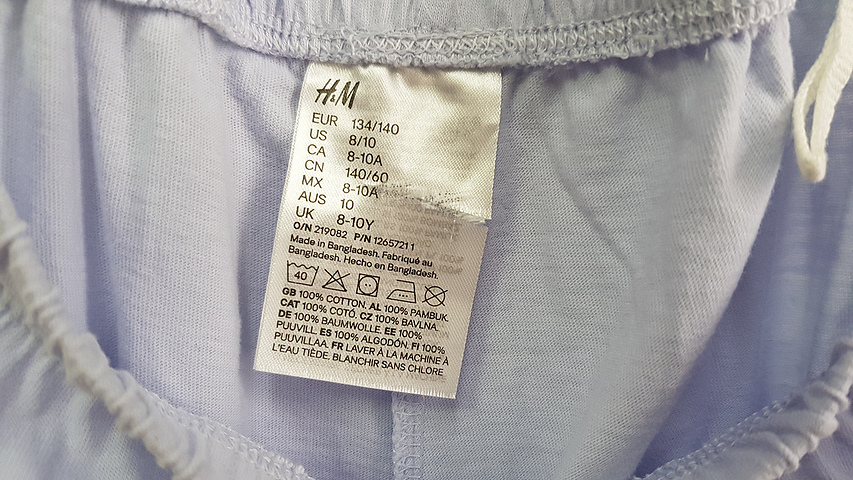 H&M
EUR 134/140
US 8/10
CA 8-10A
CN 140/60
MX 8-10A
AUS 10
UK 8-10Y
O/N 219082 P/N 1265721 1
Made in Bangladesh. Fabriqué au
Bangladesh. Hecho en Bangladesh.
40
GB 100% COTTON. AL 100% PAMBUK.
CAT 100% COTÓ. CZ 100% BAVLNA.
DE 100% BAUMWOLLE. EE 100%
PUUVILL. ES 100% ALGODÓN. FI 100%
PUUVILLAA. FR LAVER À LA MACHINE À
L'EAU TIÈDE. BLANCHIR SANS CHLORE